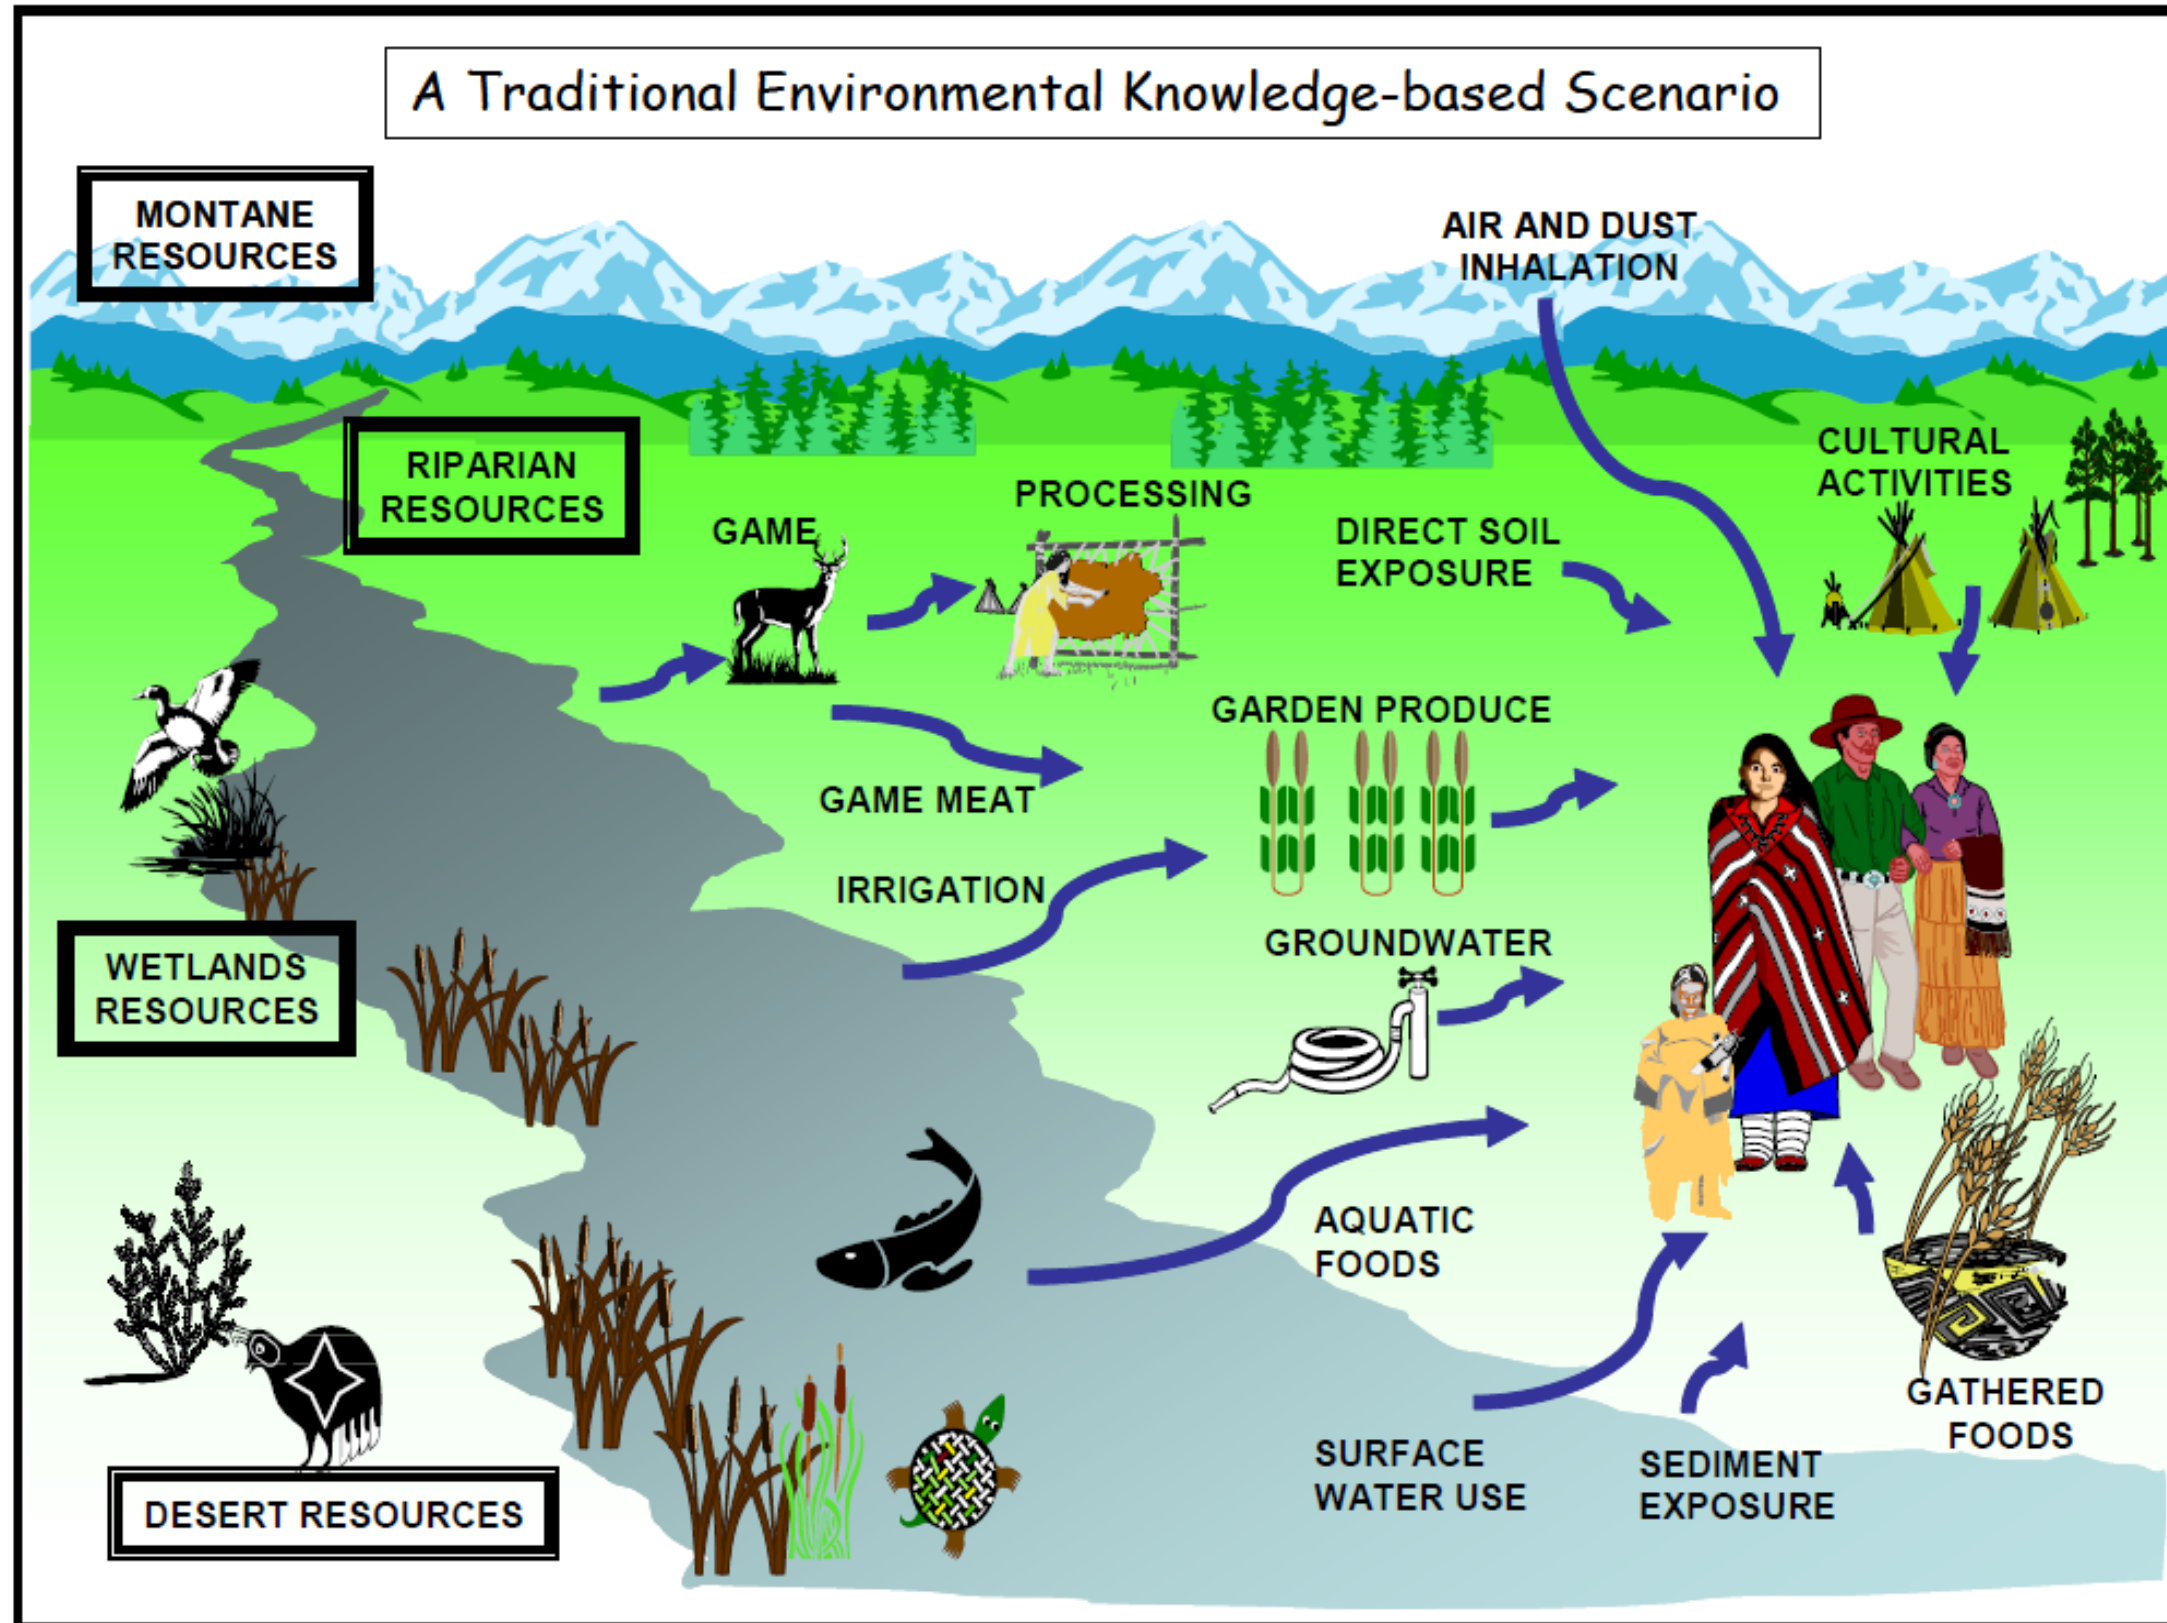 A Traditional Environmental Knowledge-based Scenario
MONTANE
RESOURCES
AIR AND DUST
INHALATION
RIPARIAN
RESOURCES
CULTURAL
ACTIVITIES
PROCESSING
GAME
DIRECT SOIL
EXPOSURE
GARDEN PRODUCE
GAME MEAT
IRRIGATION
GROUNDWATER
WETLANDS
RESOURCES
AQUATIC
FOODS
GATHERED
FOODS
SURFACE
WATER USE
SEDIMENT
EXPOSURE
DESERT RESOURCES